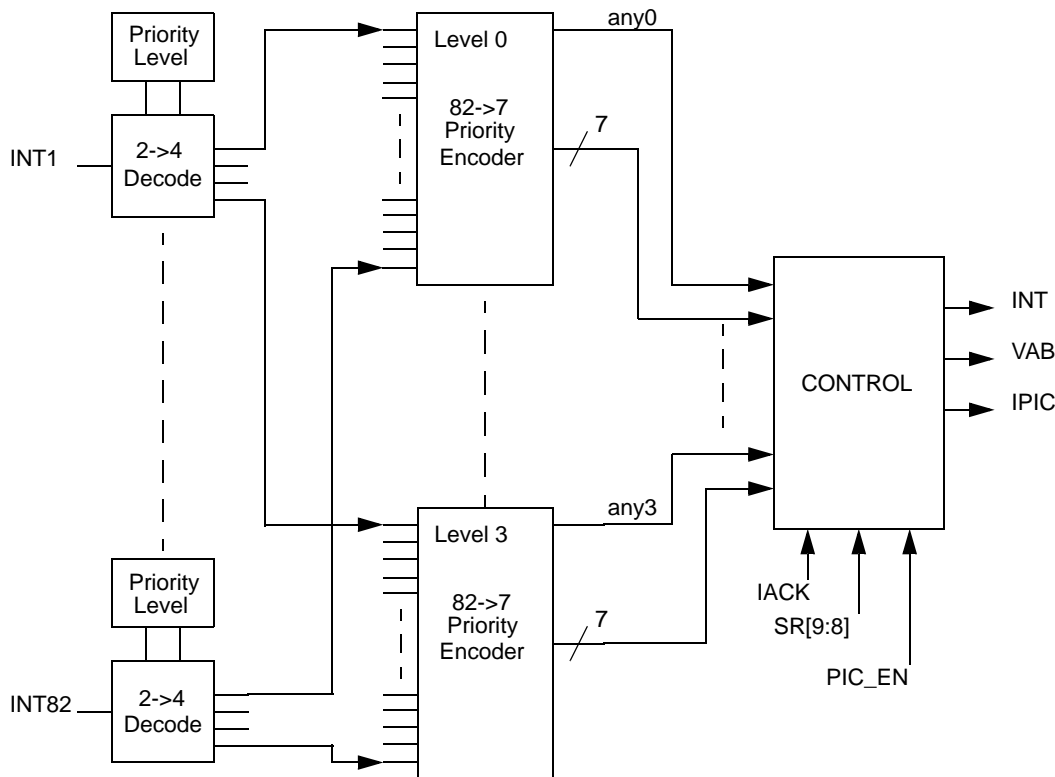 Priority
Level
INT1
2->4
Decode
Level 0
82->7
Priority
Encoder
any0
7
CONTROL
INT
VAB
IPIC
IACK
SR[9:8]
PIC_EN
Level 3
82->7
Priority
Encoder
any3
7
Priority
Level
INT82
2->4
Decode